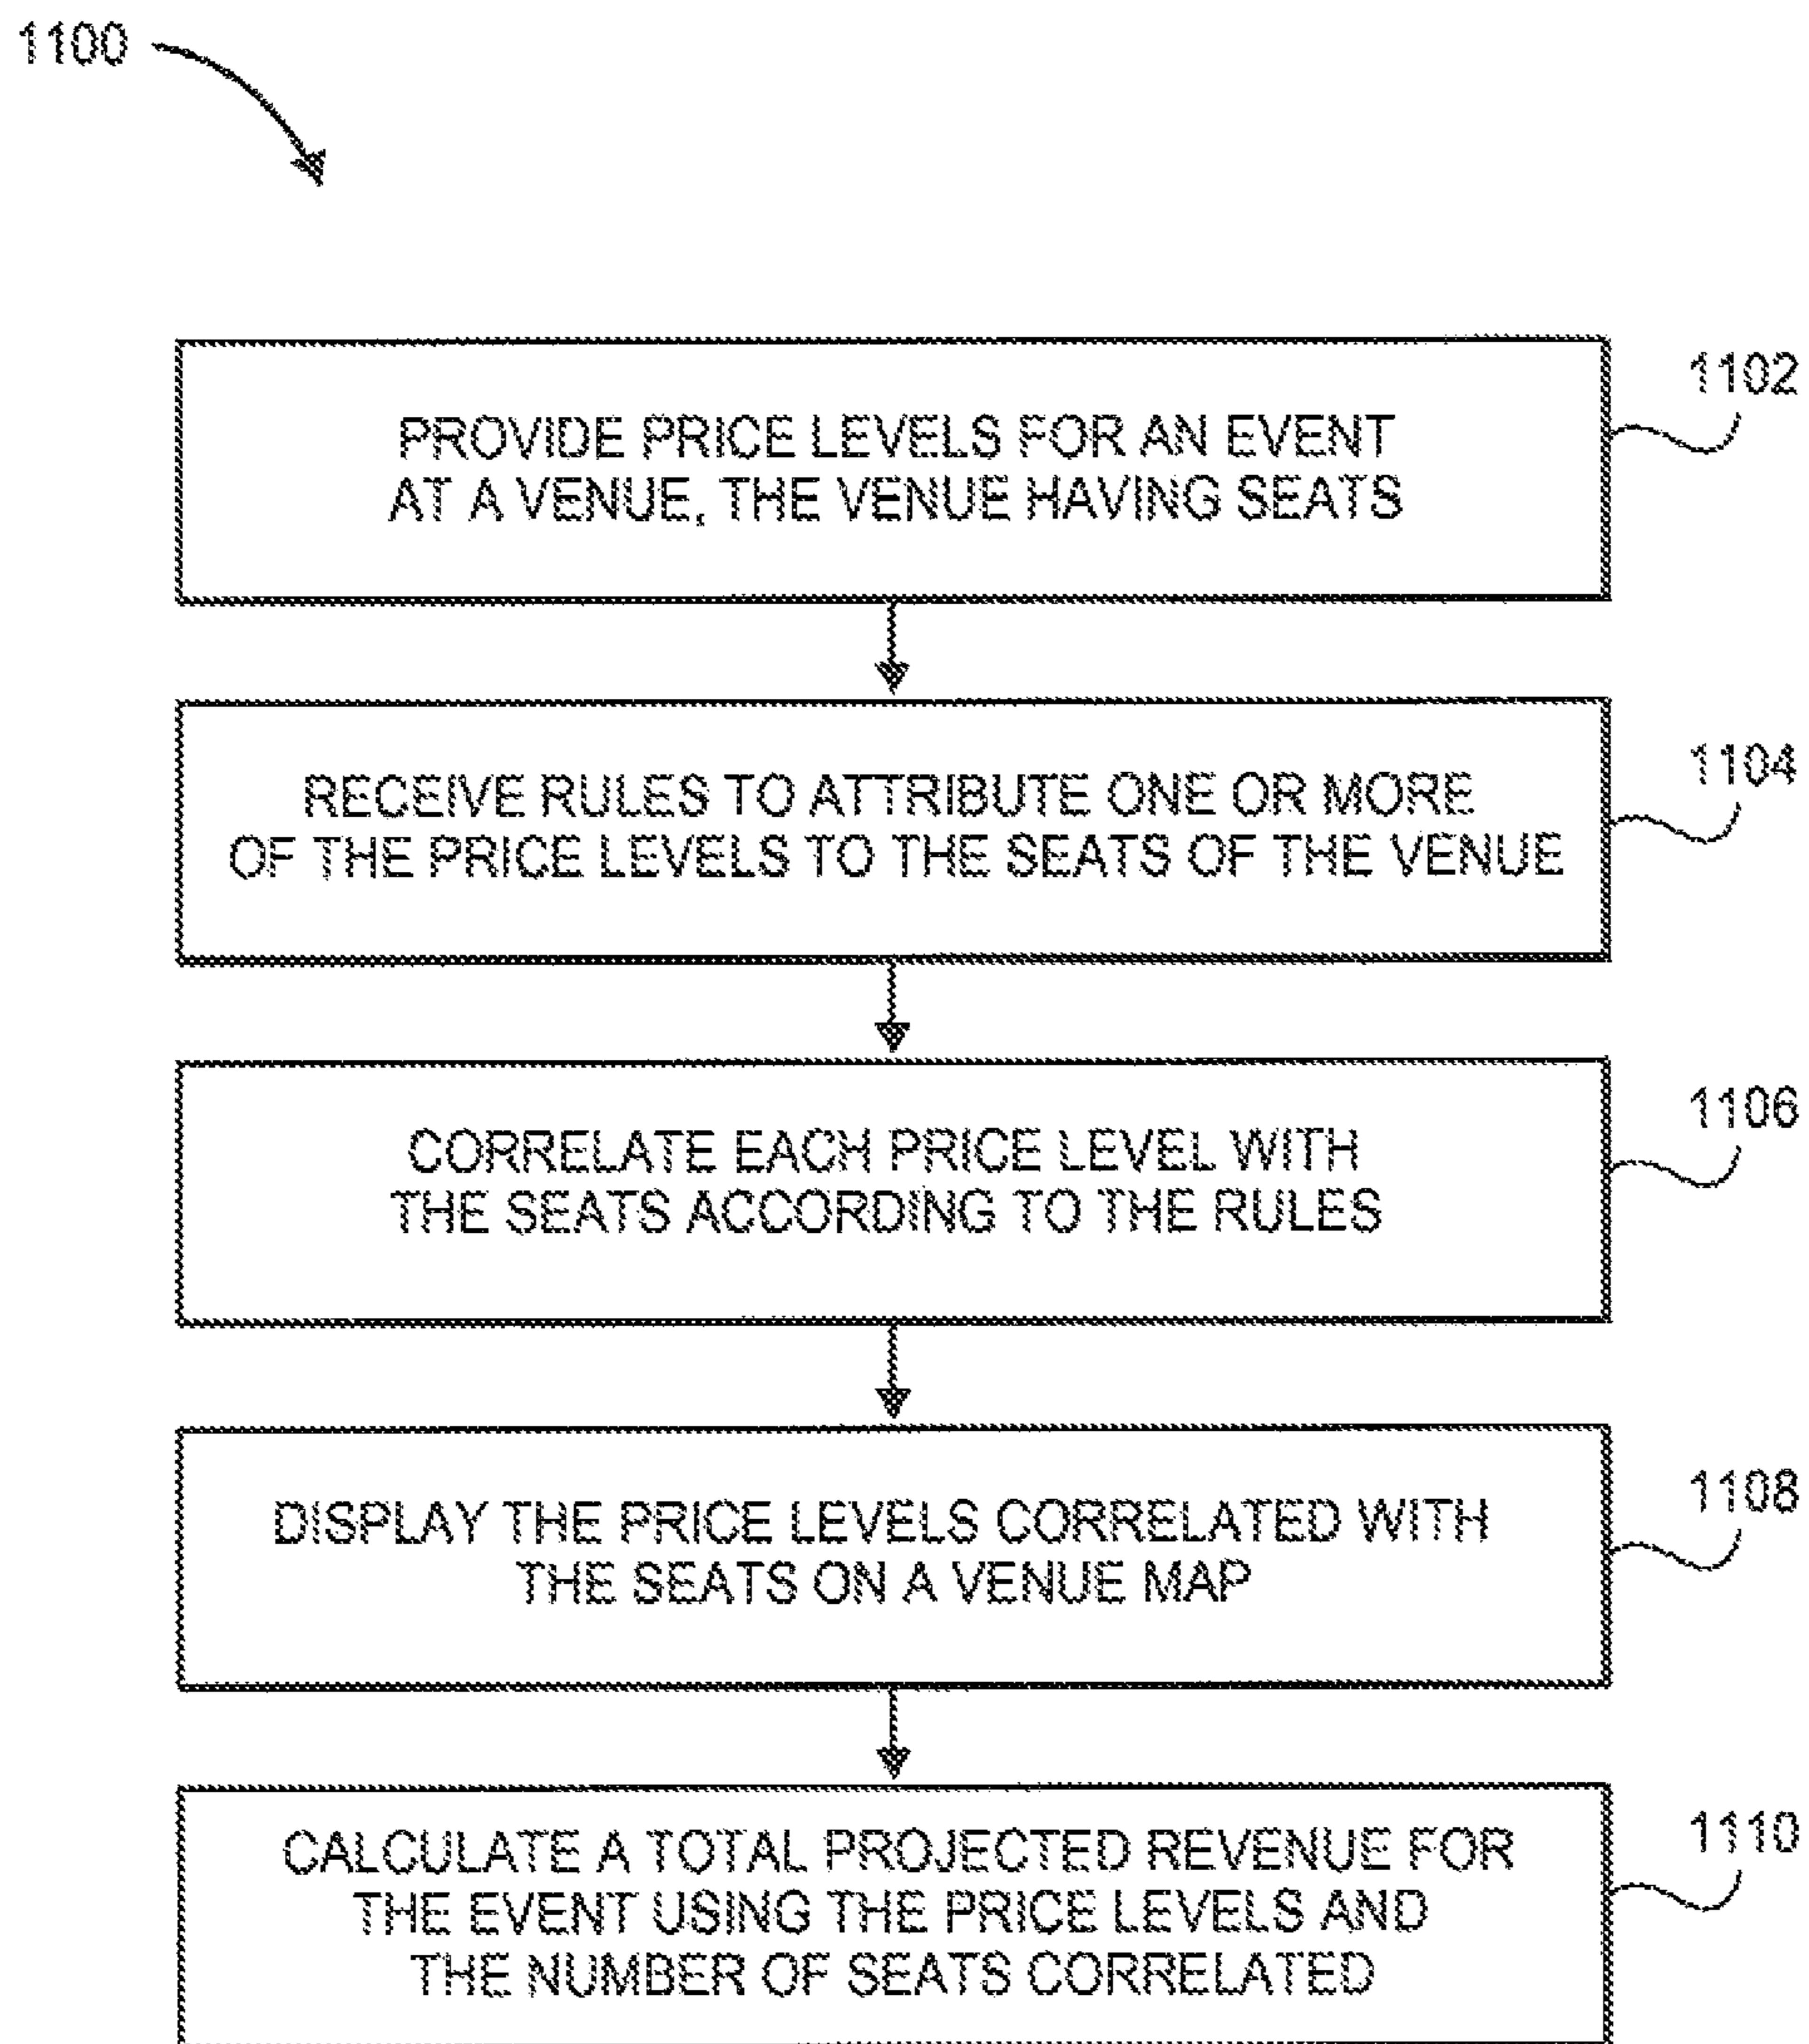 1100
1102
PROVIDE PRICE LEVELS FOR AN EVENT
AT A VENUE, THE VENUE HAVING SEATS
1104
RECEIVE RULES TO ATTRIBUTE ONE OR MORE
OF THE PRICE LEVELS TO THE SEATS OF THE VENUE
1106
CORRELATE EACH PRICE LEVEL WITH
THE SEATS ACCORDING TO THE RULES
1108
DISPLAY THE PRICE LEVELS CORRELATED WITH
THE SEATS ON A VENUE MAP
1110
CALCULATE A TOTAL PROJECTED REVENUE FOR
THE EVENT USING THE PRICE LEVELS AND
THE NUMBER OF SEATS CORRELATED